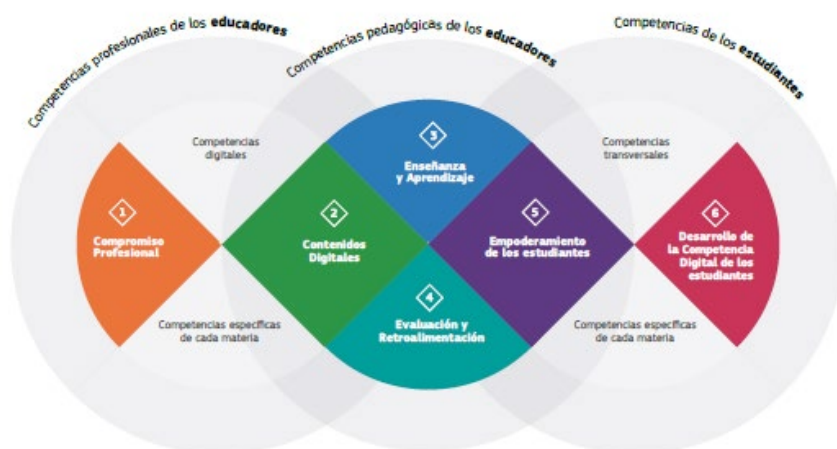 Competencias profesionales de los educadores
Competencias pedagógicas de los educadores
Competencias de los estudiantes
Competencias
digitales
Competencias
transversales
1
Compromiso
Profesional
2
Contenidos
Digitales
3
Enseñanza
y Aprendizaje
4
Evaluación y
Retroalimentación
5
Empoderamiento
de los estudiantes
6
Desarrollo de
la Competencia
Digital de los
estudiantes
Competencias específicas
de cada materia
Competencias específicas
de cada materia